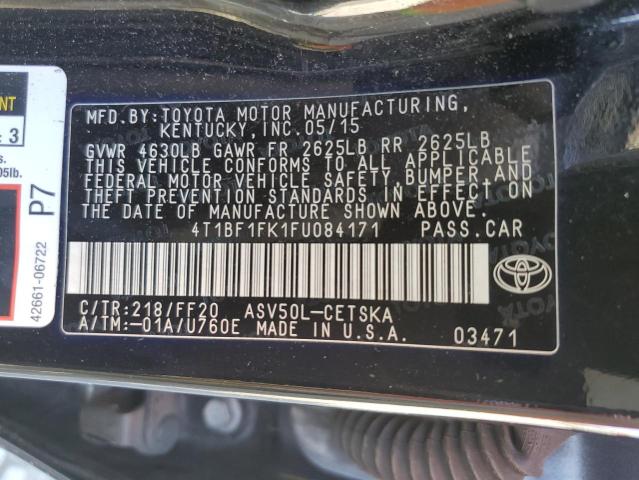 MFD.BY:TOYOTA MOTOR MANUFACTURING,
KENTUCKY, INC.05/15
GVWR 4630LB GAWR FR 2625LB RR 2625LB
THIS VEHICLE CONFORMS TO ALL APPLICABLE
FEDERAL MOTOR VEHICLE SAFETY, BUMPER, AND
THEFT PREVENTION STANDARDS IN EFFECT ON
THE DATE OF MANUFACTURE SHOWN ABOVE.
4T1BF1FK1FU084171 PASS.CAR
C/TR:218/FF20 ASV50L-CETSKA
A/TM:-01A/U760E MADE IN U.S.A.
03471
TOYOTA
: 3
s.
05lb.
P7
42661-06722